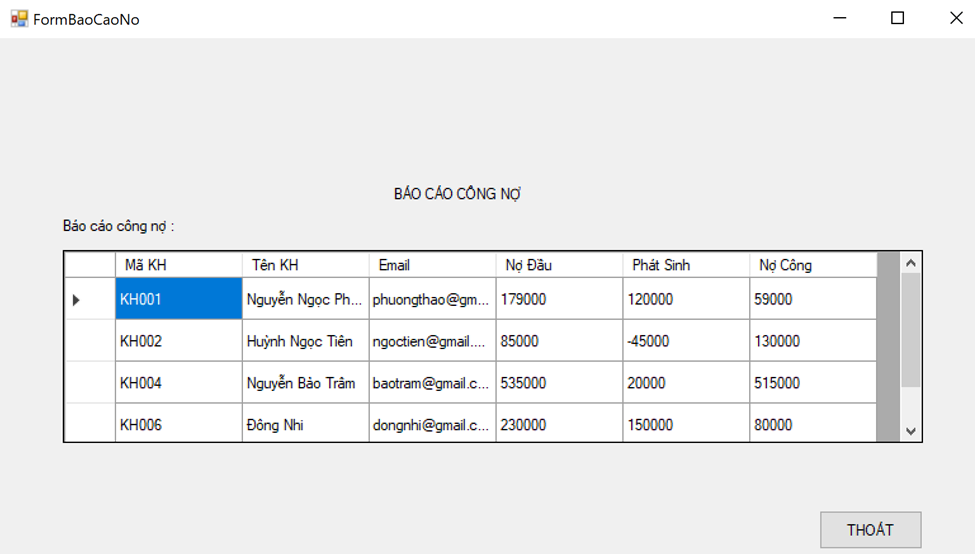 FormBaoCaoNo
BÁO CÁO CÔNG NỢ
Báo cáo công nợ :
Mã KH Tên KH Email Nợ Đầu Phát Sinh Nợ Công
KH001 Nguyễn Ngọc Ph... phuongthao@gm... 179000 120000 59000
KH002 Huỳnh Ngọc Tiên ngoctien@gmail.... 85000 -45000 130000
KH004 Nguyễn Bảo Trâm baotram@gmail.c... 535000 20000 515000
KH006 Đông Nhi dongnhi@gmail.c... 230000 150000 80000
THOÁT